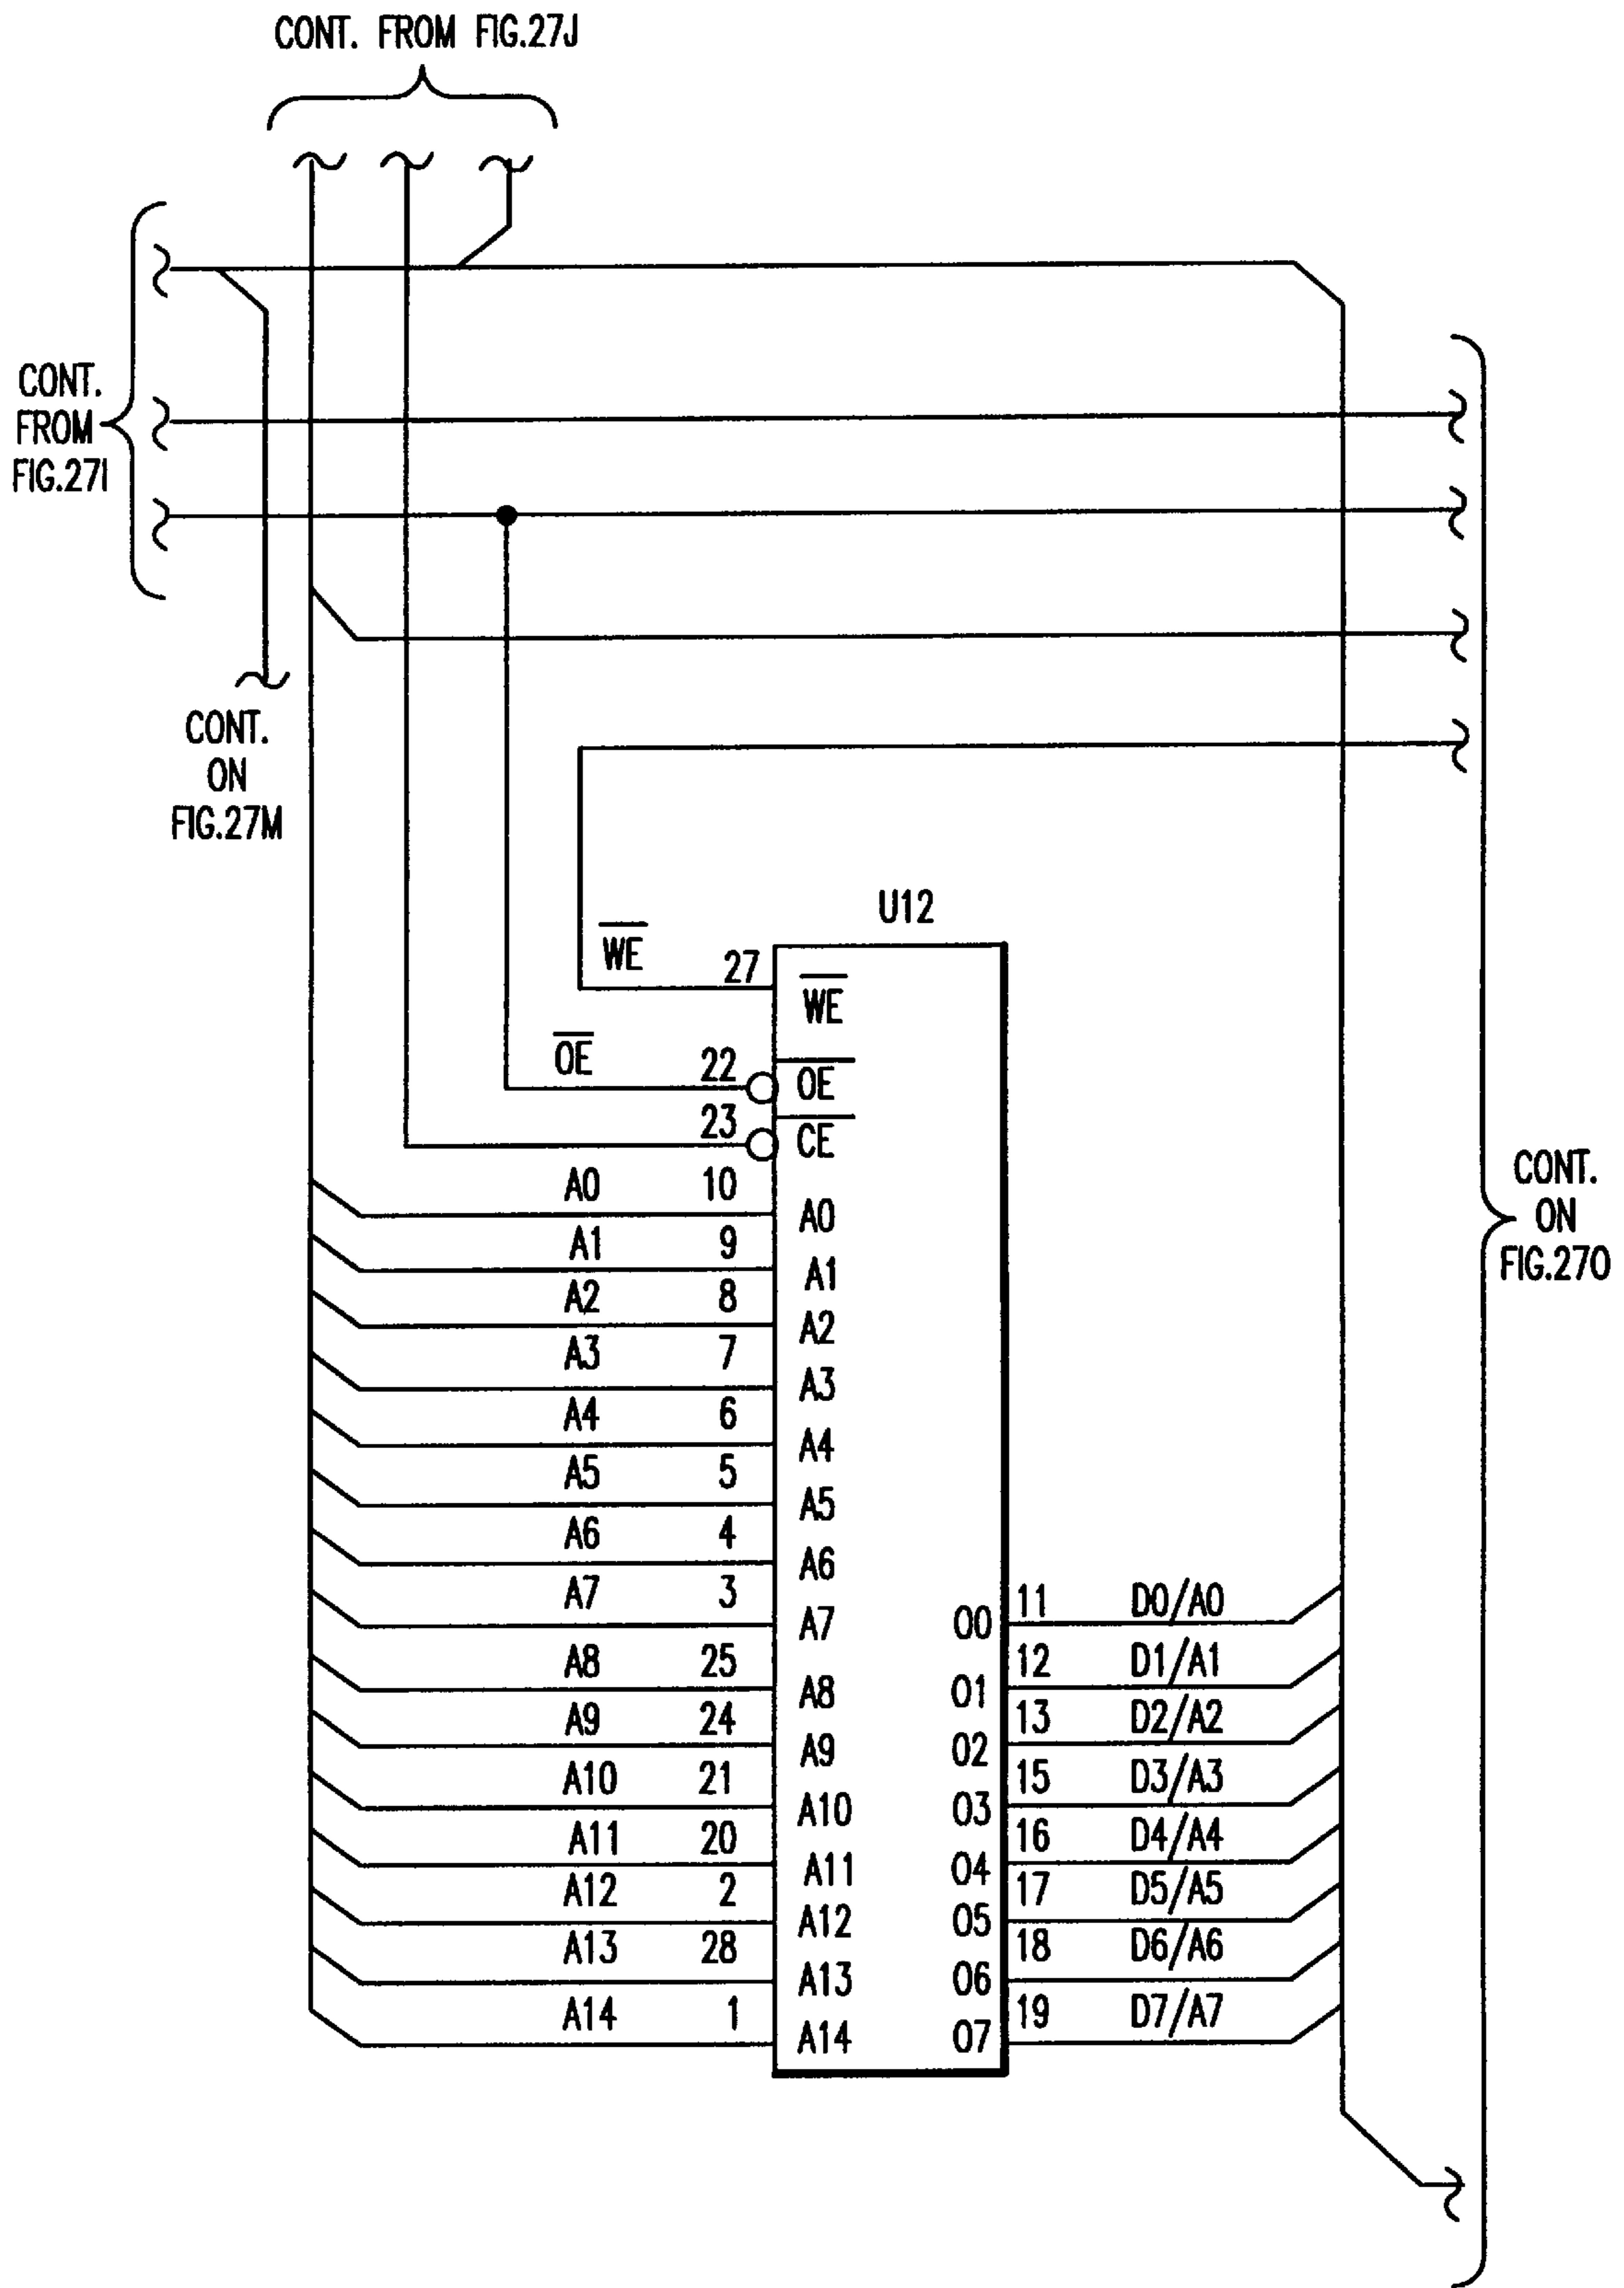 CONT. FROM FIG.27J
CONT.
FROM
FIG.27I
CONT.
ON
FIG.27M
U12
WE 27 WE
OE 22 OE
23 CE
A0 10 A0
A1 9 A1
A2 8 A2
A3 7 A3
A4 6 A4
A5 5 A5
A6 4 A6
A7 3 A7
O0 11 D0/A0
A8 25 A8
O1 12 D1/A1
A9 24 A9
O2 13 D2/A2
A10 21 A10
O3 15 D3/A3
A11 20 A11
O4 16 D4/A4
A12 2 A12
O5 17 D5/A5
A13 28 A13
O6 18 D6/A6
A14 1 A14
O7 19 D7/A7
CONT.
ON
FIG.27O